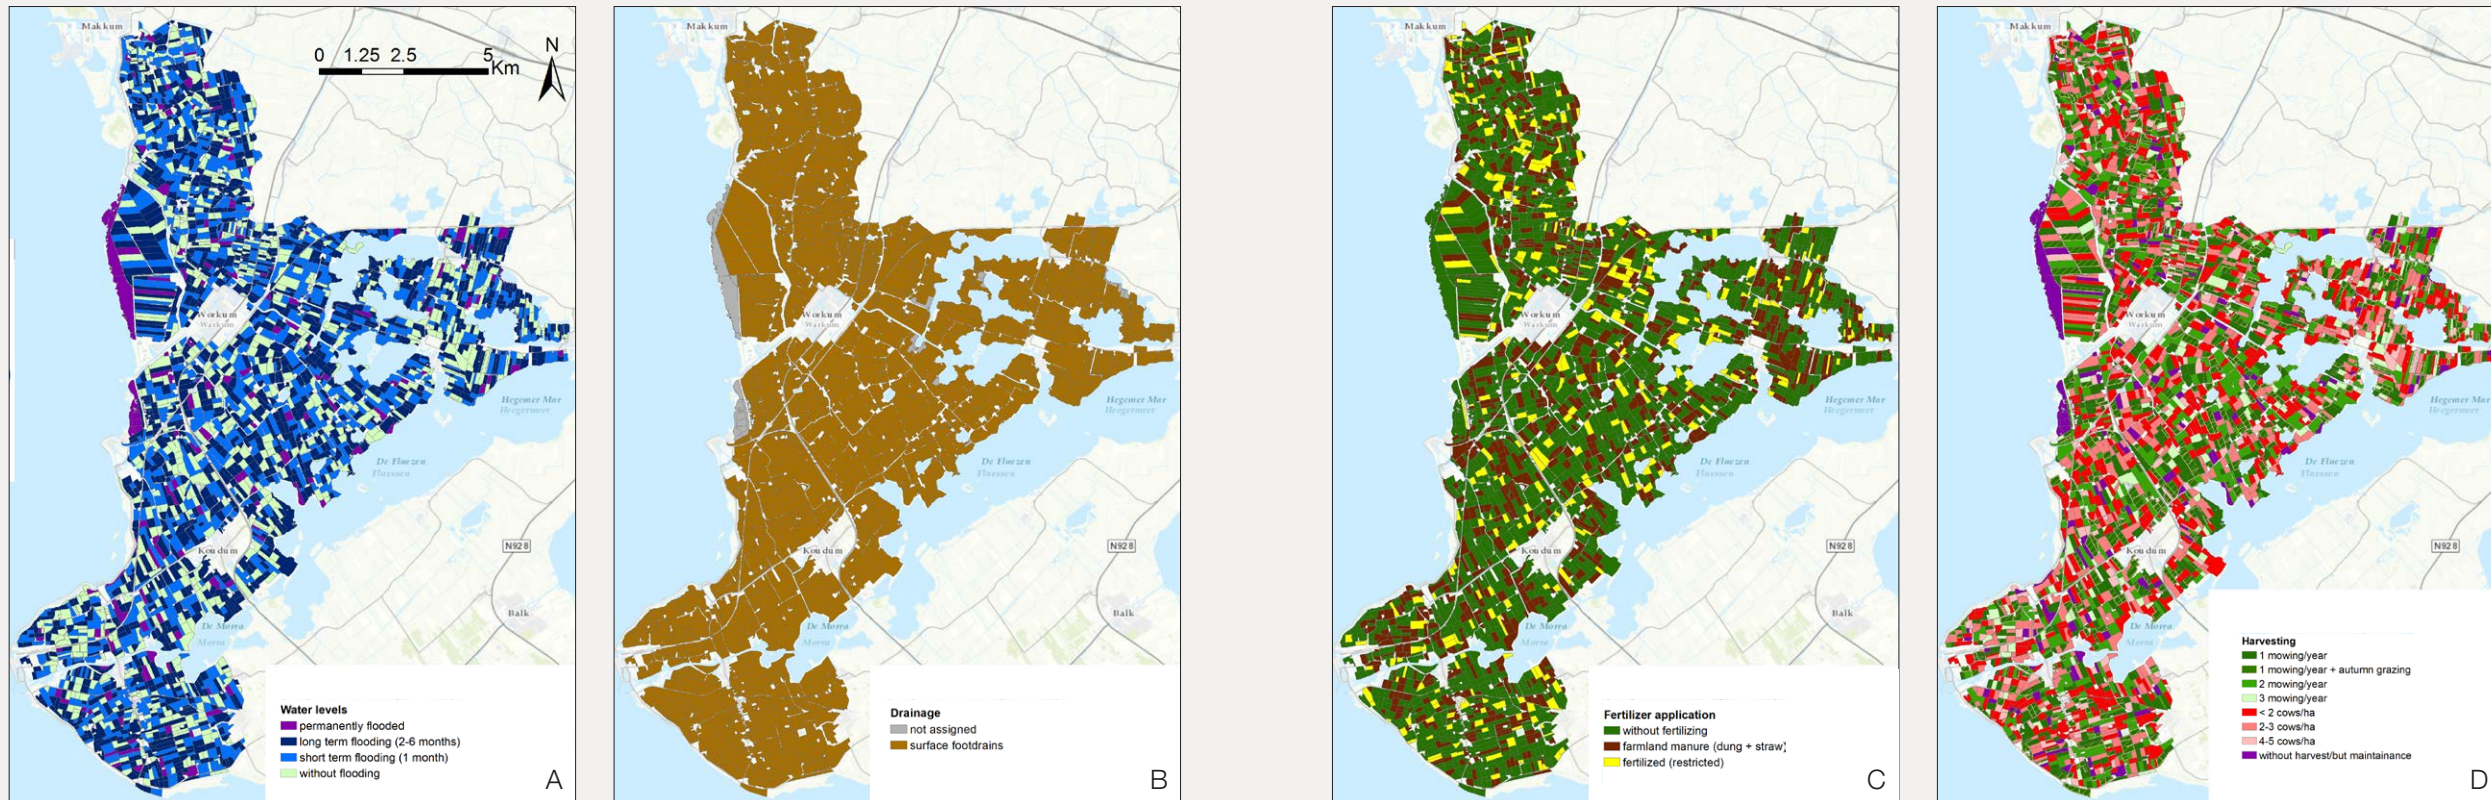 Makkum
0 1.25 2.5 5
Km
N
Workum
Warkum
Hegemer Mar
Heegermeer
De Fluezen
Fluessen
N928
Koudum
Balk
De Morra
Morra
Water levels
permanently flooded
long term flooding (2-6 months)
short term flooding (1 month)
without flooding
A
Makkum
Workum
Warkum
Hegemer Mar
Heegermeer
De Fluezen
Fluessen
N928
Koudum
Balk
De Morra
Morra
Drainage
not assigned
surface footdrains
B
Makkum
Workum
Warkum
Hegemer Mar
Heegermeer
De Fluezen
Fluessen
N928
Koudum
Balk
De Morra
Morra
Fertilizer application
without fertilizing
farmland manure (dung + straw)
fertilized (restricted)
C
Makkum
Workum
Warkum
Hegemer Mar
Heegermeer
De Fluezen
Fluessen
N928
Koudum
Balk
De Morra
Morra
Harvesting
1 mowing/year
1 mowing/year + autumn grazing
2 mowing/year
3 mowing/year
< 2 cows/ha
2-3 cows/ha
4-5 cows/ha
without harvest/but maintainance
D